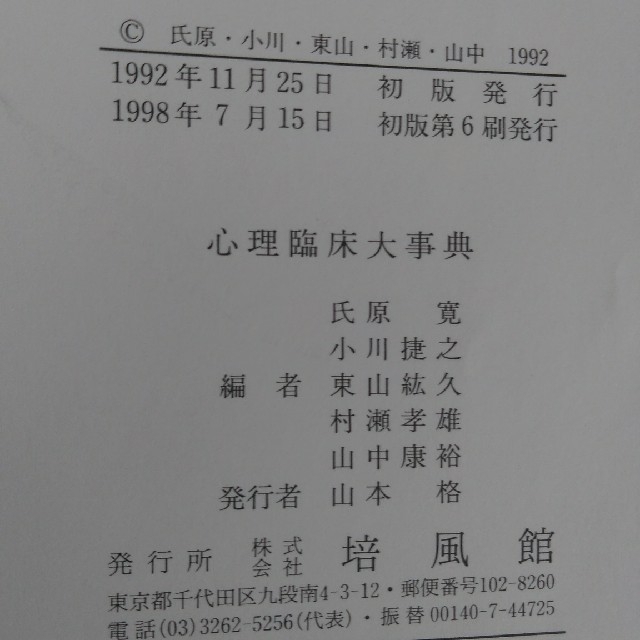 © 氏原・小川・東山・村瀬・山中 1992
1992年11月25日 初版発行
1998年7月15日 初版第6刷発行
心理臨床大事典
氏原 寛
小川捷之
編者 東山紘久
村瀬孝雄
山中康裕
発行者 山本 格
発行所 株式会社 培風館
東京都千代田区九段南4-3-12・郵便番号102-8260
電話(03)3262-5256(代表)・振替00140-7-44725